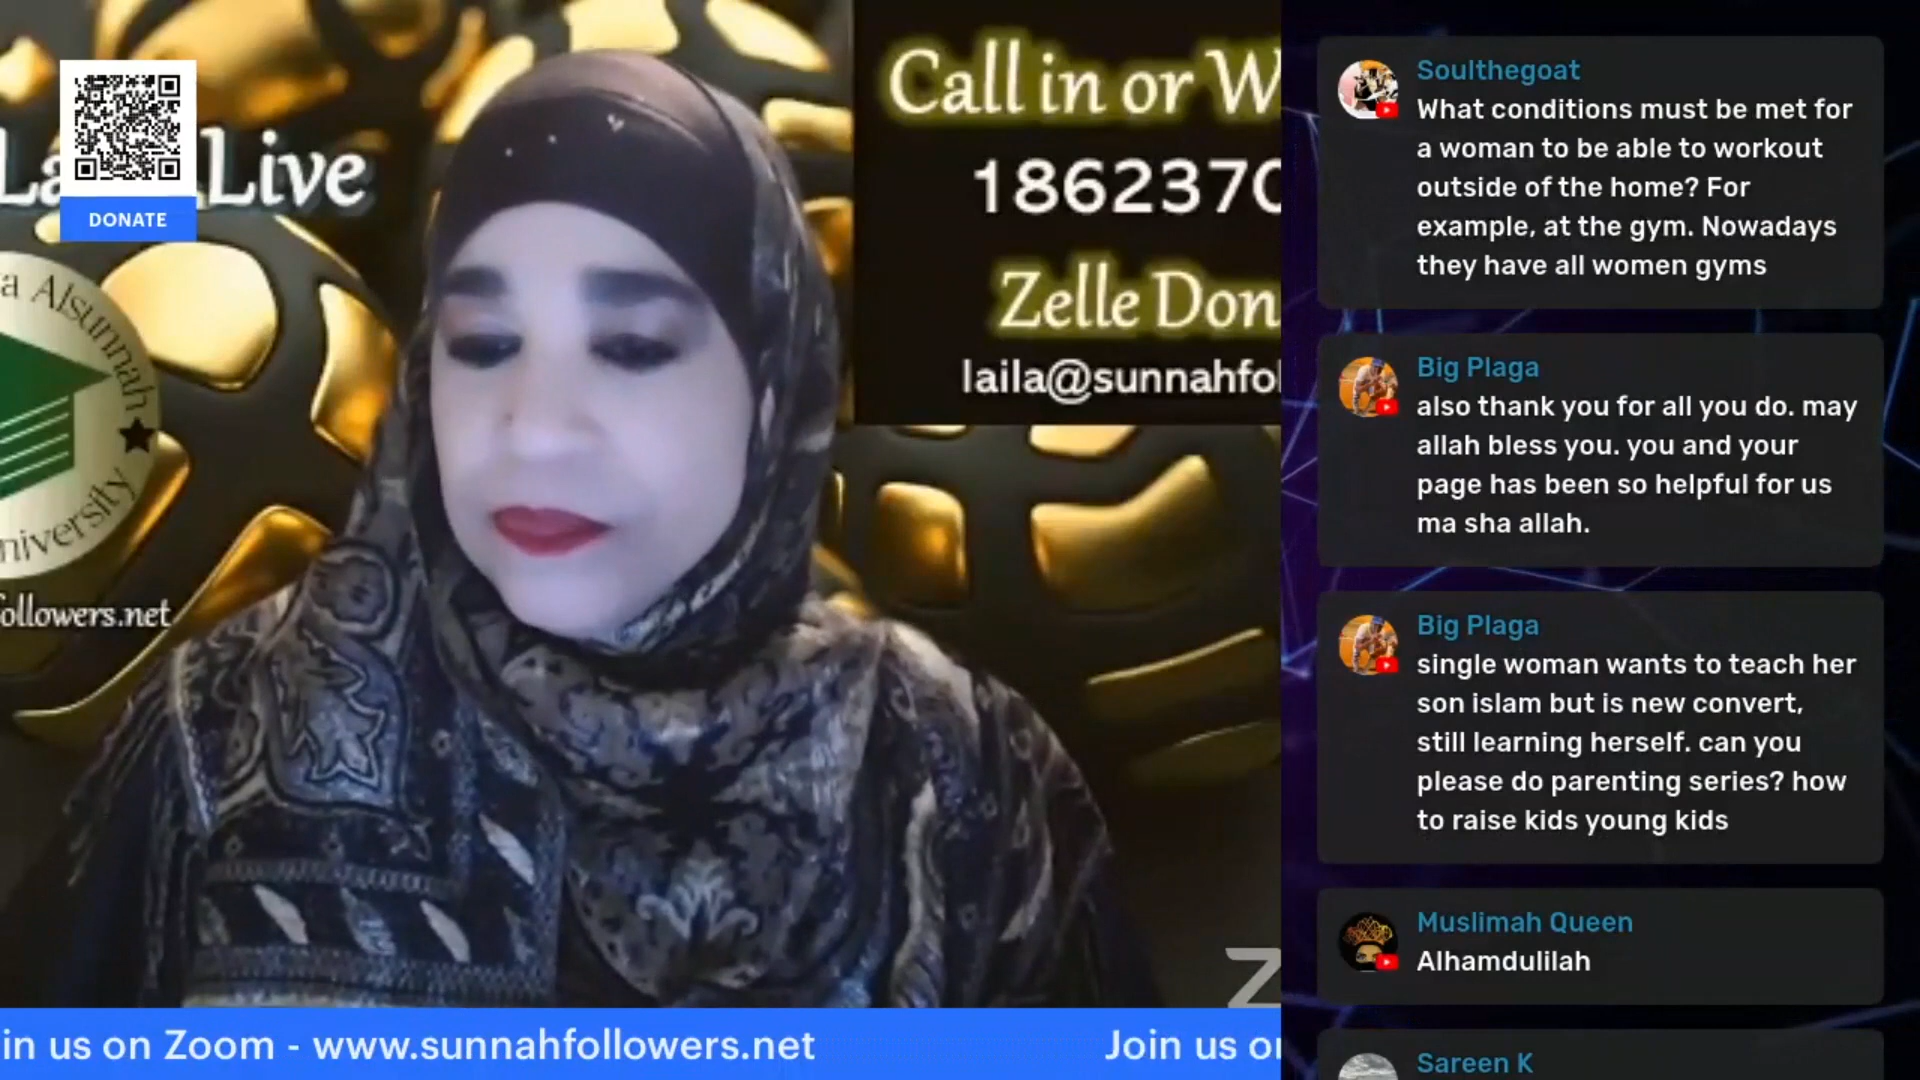 La Live
DONATE
a Alsunnah
niversity
ollowers.net
Call in or W
1862370
Zelle Don
laila@sunnahfol
in us on Zoom - www.sunnahfollowers.net
Join us o
Soulthegoat
What conditions must be met for
a woman to be able to workout
outside of the home? For
example, at the gym. Nowadays
they have all women gyms
Big Plaga
also thank you for all you do. may
allah bless you. you and your
page has been so helpful for us
ma sha allah.
Big Plaga
single woman wants to teach her
son islam but is new convert,
still learning herself. can you
please do parenting series? how
to raise kids young kids
Muslimah Queen
Alhamdulilah
Sareen K